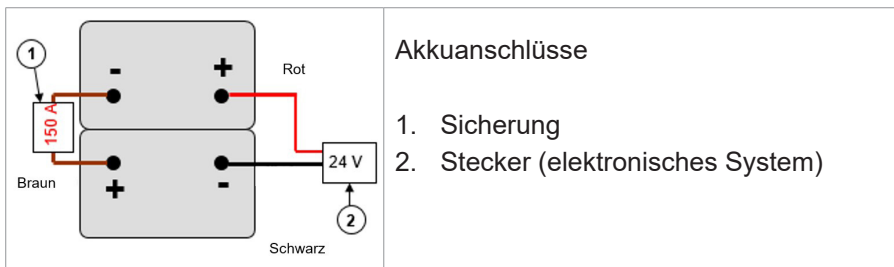 1
-
+
Rot
150 A
24 V
Braun
+
-
2
Schwarz
Akkuanschlüsse
1. Sicherung
2. Stecker (elektronisches System)